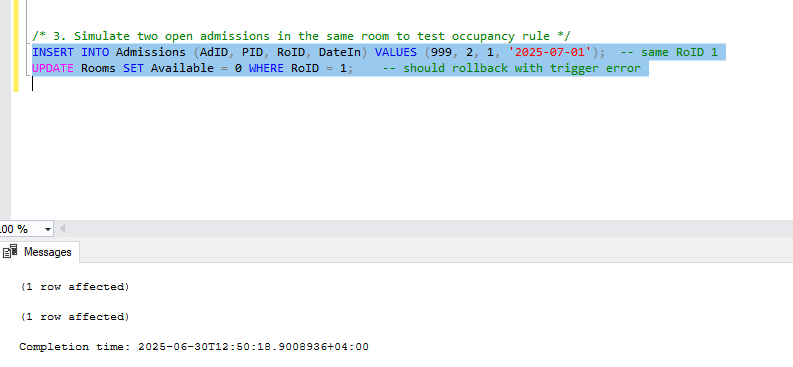 /* 3. Simulate two open admissions in the same room to test occupancy rule */
INSERT INTO Admissions (AdID, PID, RoID, DateIn) VALUES (999, 2, 1, '2025-07-01');  -- same RoID 1
UPDATE Rooms SET Available = 0 WHERE RoID = 1;    -- should rollback with trigger error
00 %
Messages
(1 row affected)
(1 row affected)
Completion time: 2025-06-30T12:50:18.9008936+04:00